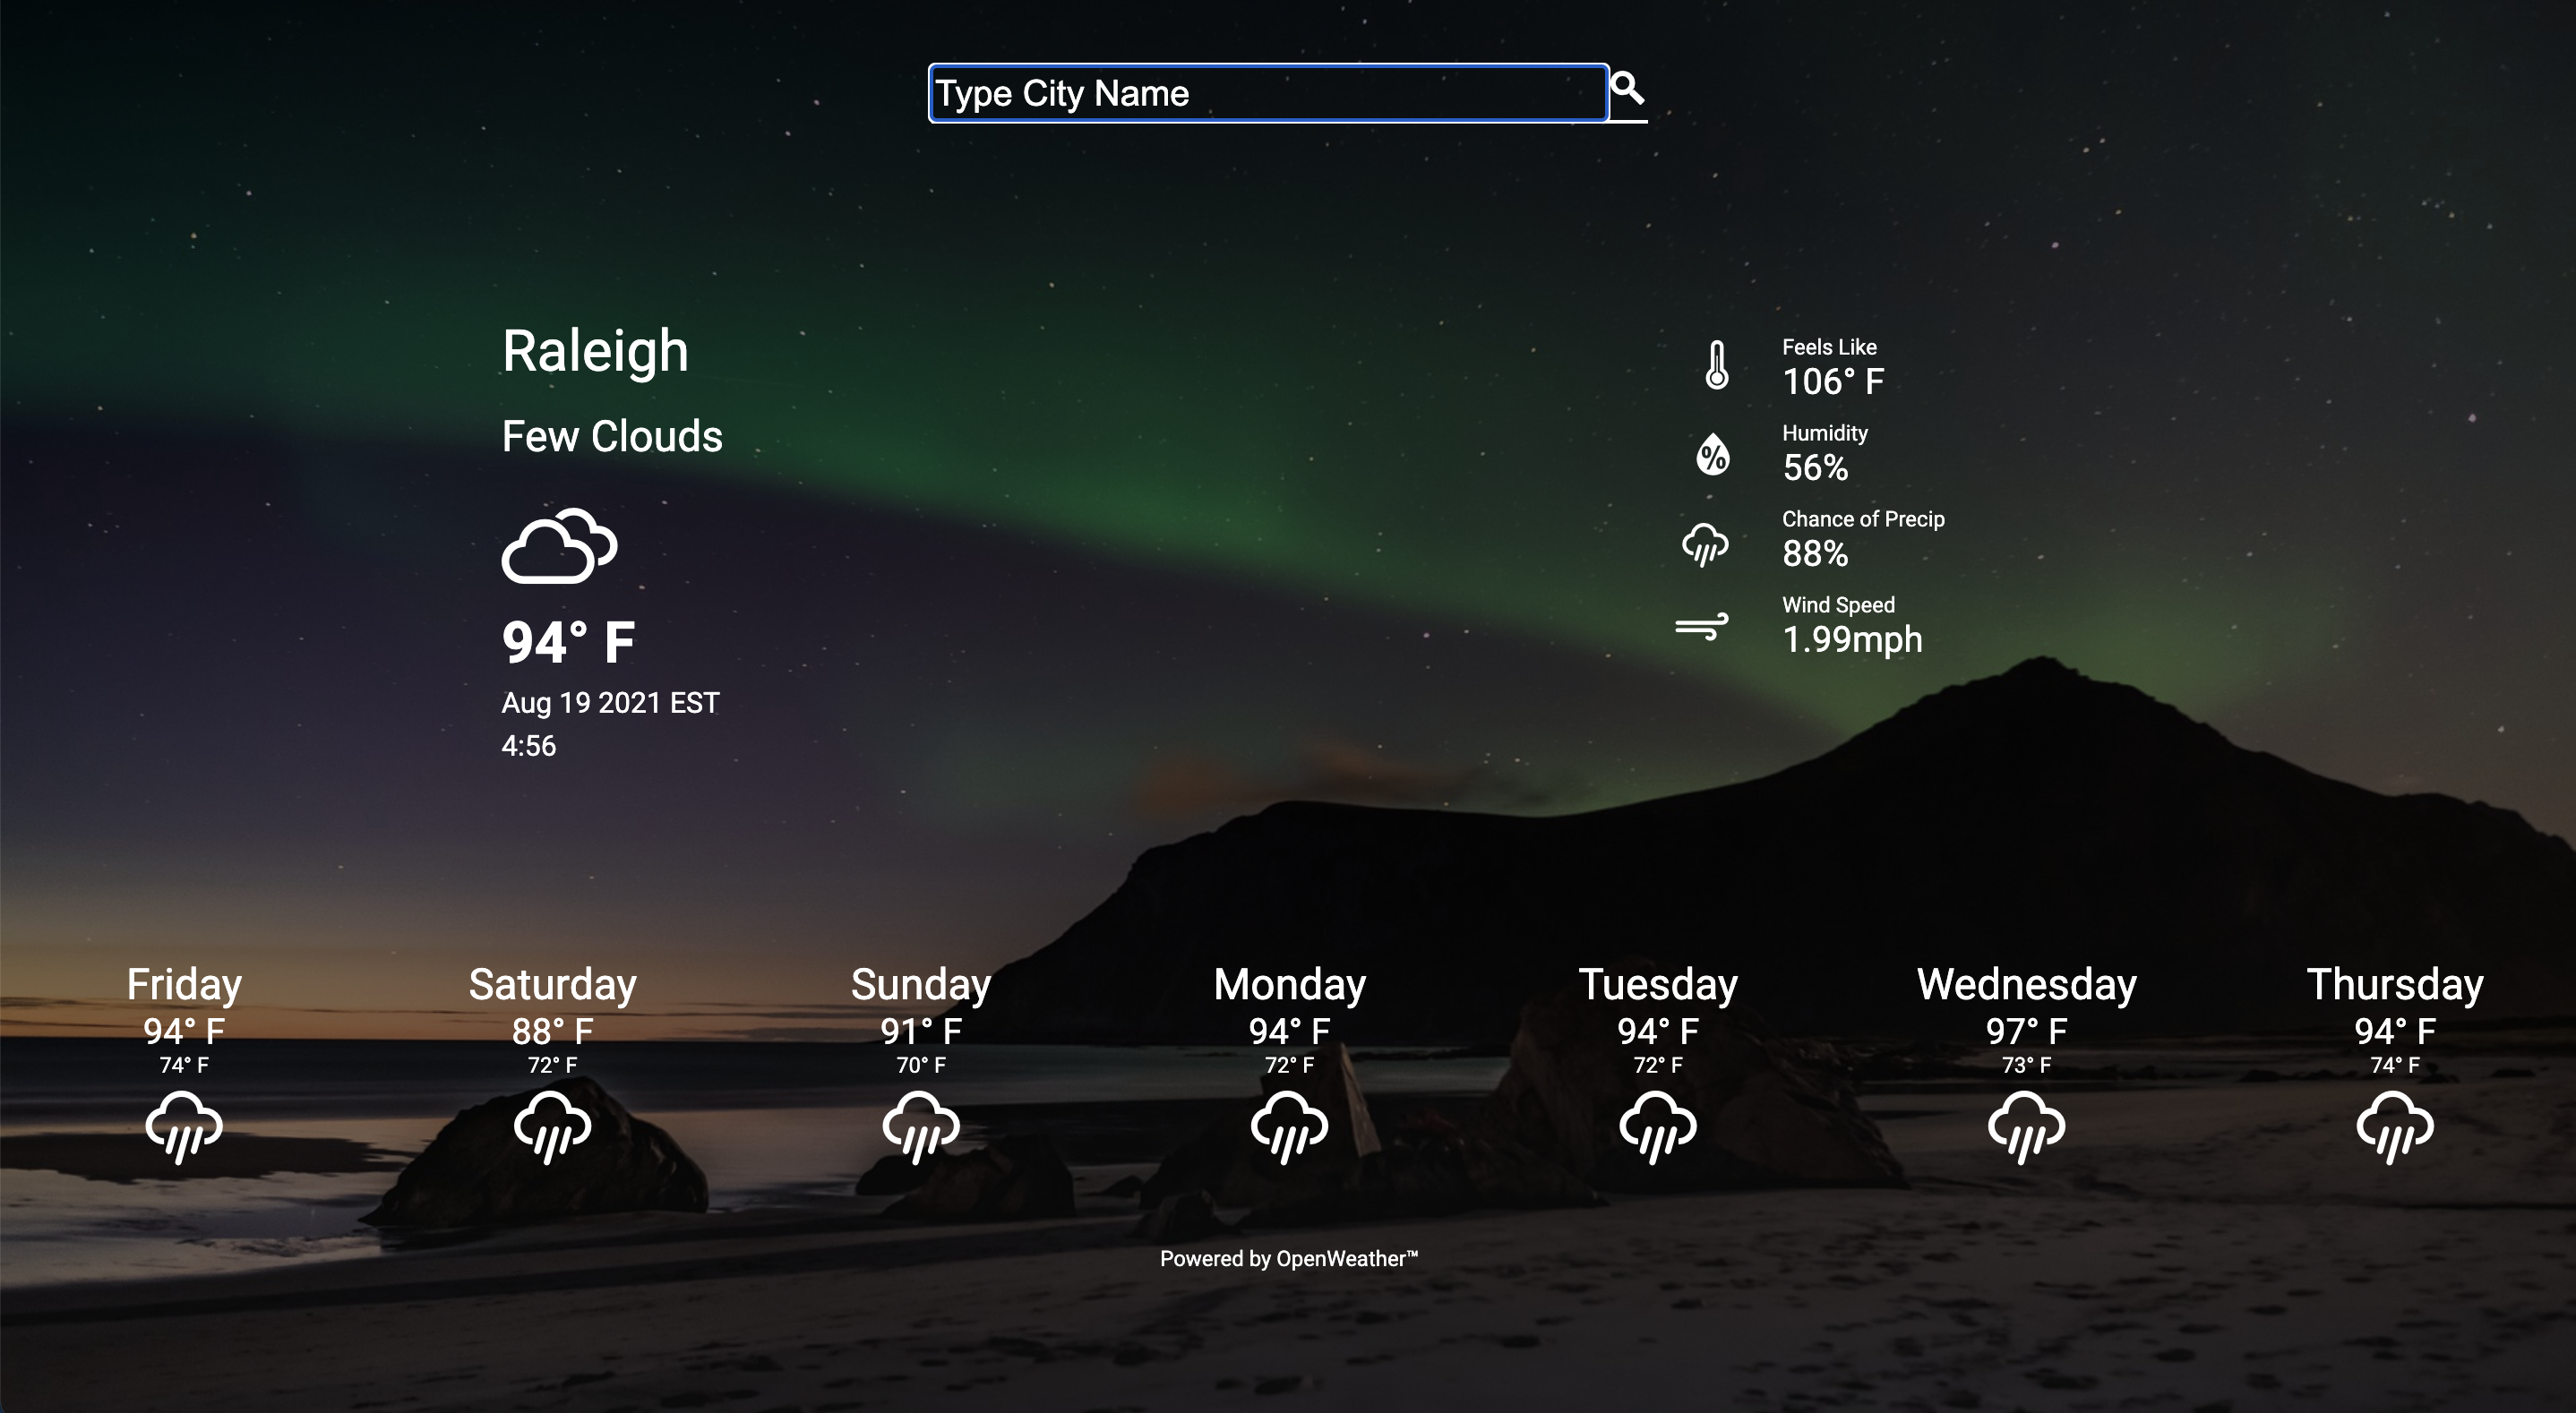 Type City Name
Raleigh
Few Clouds
94° F
Aug 19 2021 EST
4:56
Feels Like
106° F
Humidity
56%
Chance of Precip
88%
Wind Speed
1.99mph
Friday
94° F
74° F
Saturday
88° F
72° F
Sunday
91° F
70° F
Monday
94° F
72° F
Tuesday
94° F
72° F
Wednesday
97° F
73° F
Thursday
94° F
74° F
Powered by OpenWeather™